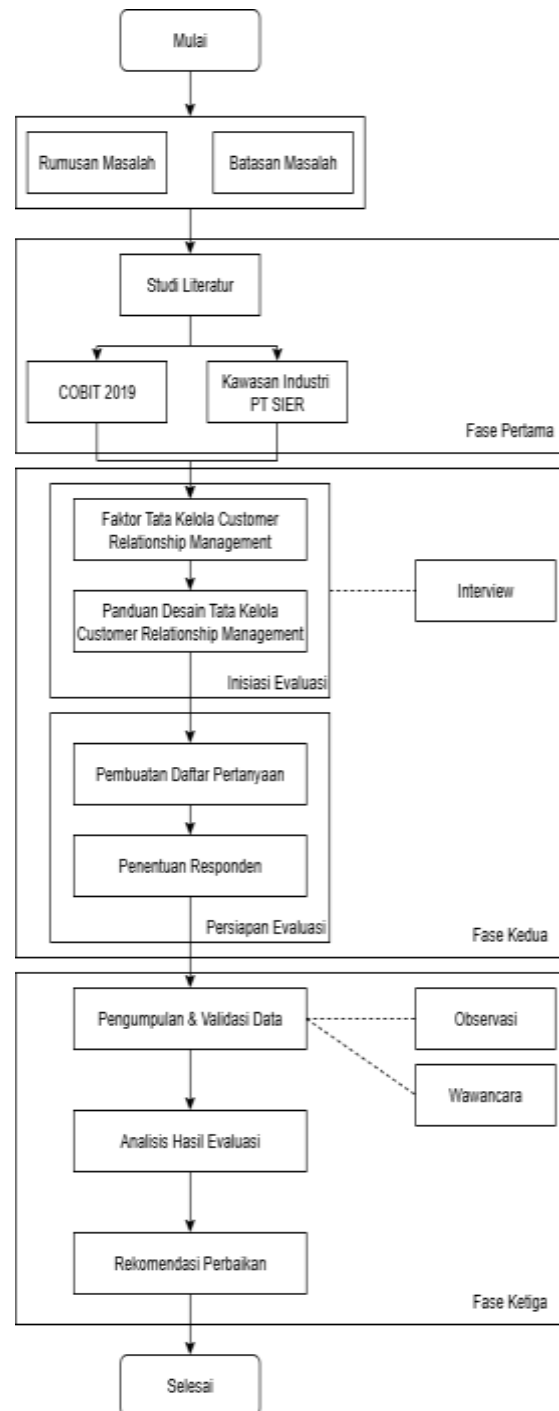 Mulai
Rumusan Masalah
Batasan Masalah
Studi Literatur
COBIT 2019
Kawasan Industri
PT SIER
Fase Pertama
Faktor Tata Kelola Customer
Relationship Management
Interview
Panduan Desain Tata Kelola
Customer Relationship Management
Inisiasi Evaluasi
Pembuatan Daftar Pertanyaan
Penentuan Responden
Persiapan Evaluasi
Fase Kedua
Pengumpulan & Validasi Data
Observasi
Wawancara
Analisis Hasil Evaluasi
Rekomendasi Perbaikan
Fase Ketiga
Selesai